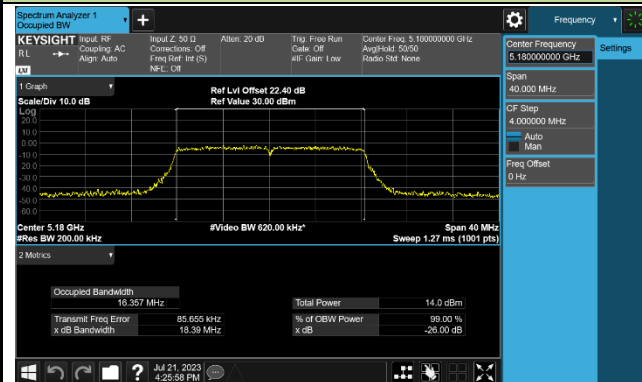 Spectrum Analyzer 1
Occupied BW
Frequency
KEYSIGHT
RL
LXI
Input: RF
Coupling: AC
Align: Auto
Input Z: 50 Ω
Corrections: Off
Freq Ref: Int (S)
NFE: Off
Atten: 20 dB
Trig: Free Run
Gate: Off
#IF Gain: Low
Center Freq: 5.180000000 GHz
Avg|Hold: 50/50
Radio Std: None
Center Frequency
5.180000000 GHz
Settings
Span
40.000 MHz
CF Step
4.000000 MHz
Auto
Man
Freq Offset
0 Hz
1 Graph
Scale/Div 10.0 dB
Ref Lvl Offset 22.40 dB
Ref Value 30.00 dBm
Log
20.0
10.0
0.00
-10.0
-20.0
-30.0
-40.0
-50.0
-60.0
Center 5.18 GHz
#Res BW 200.00 kHz
#Video BW 620.00 kHz*
Span 40 MHz
Sweep 1.27 ms (1001 pts)
2 Metrics
Occupied Bandwidth
16.357 MHz
Total Power 14.0 dBm
Transmit Freq Error 85.655 kHz
% of OBW Power 99.00 %
x dB Bandwidth 18.39 MHz
x dB -26.00 dB
Jul 21, 2023
4:25:58 PM